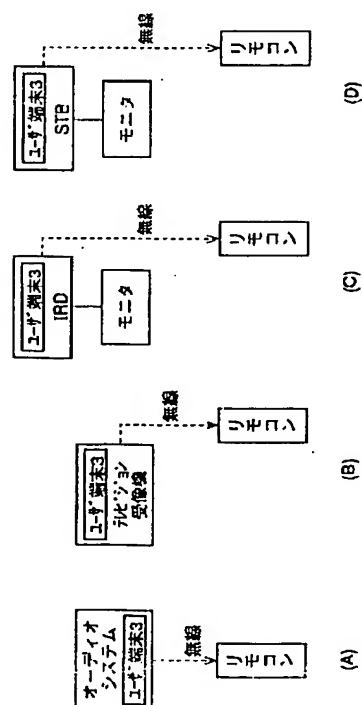 オーディオ
システム
ユーザ端末3
無線
リモコン
(A)
ユーザ端末3
テレビジョン
受像機
無線
リモコン
(B)
ユーザ端末3
IRD
モニタ
無線
リモコン
(C)
ユーザ端末3
STB
モニタ
無線
リモコン
(D)